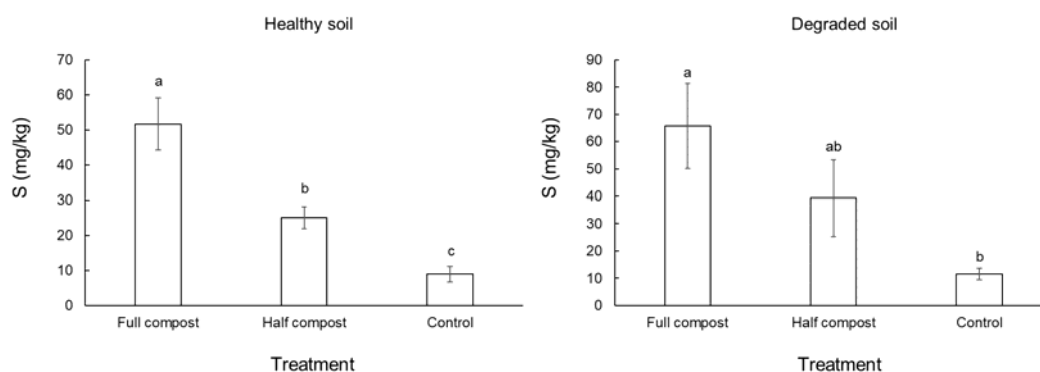 Healthy soil
S (mg/kg)
70
60
50
40
30
20
10
0
a
b
c
Full compost
Half compost
Control
Treatment
Degraded soil
S (mg/kg)
90
80
70
60
50
40
30
20
10
0
a
ab
b
Full compost
Half compost
Control
Treatment